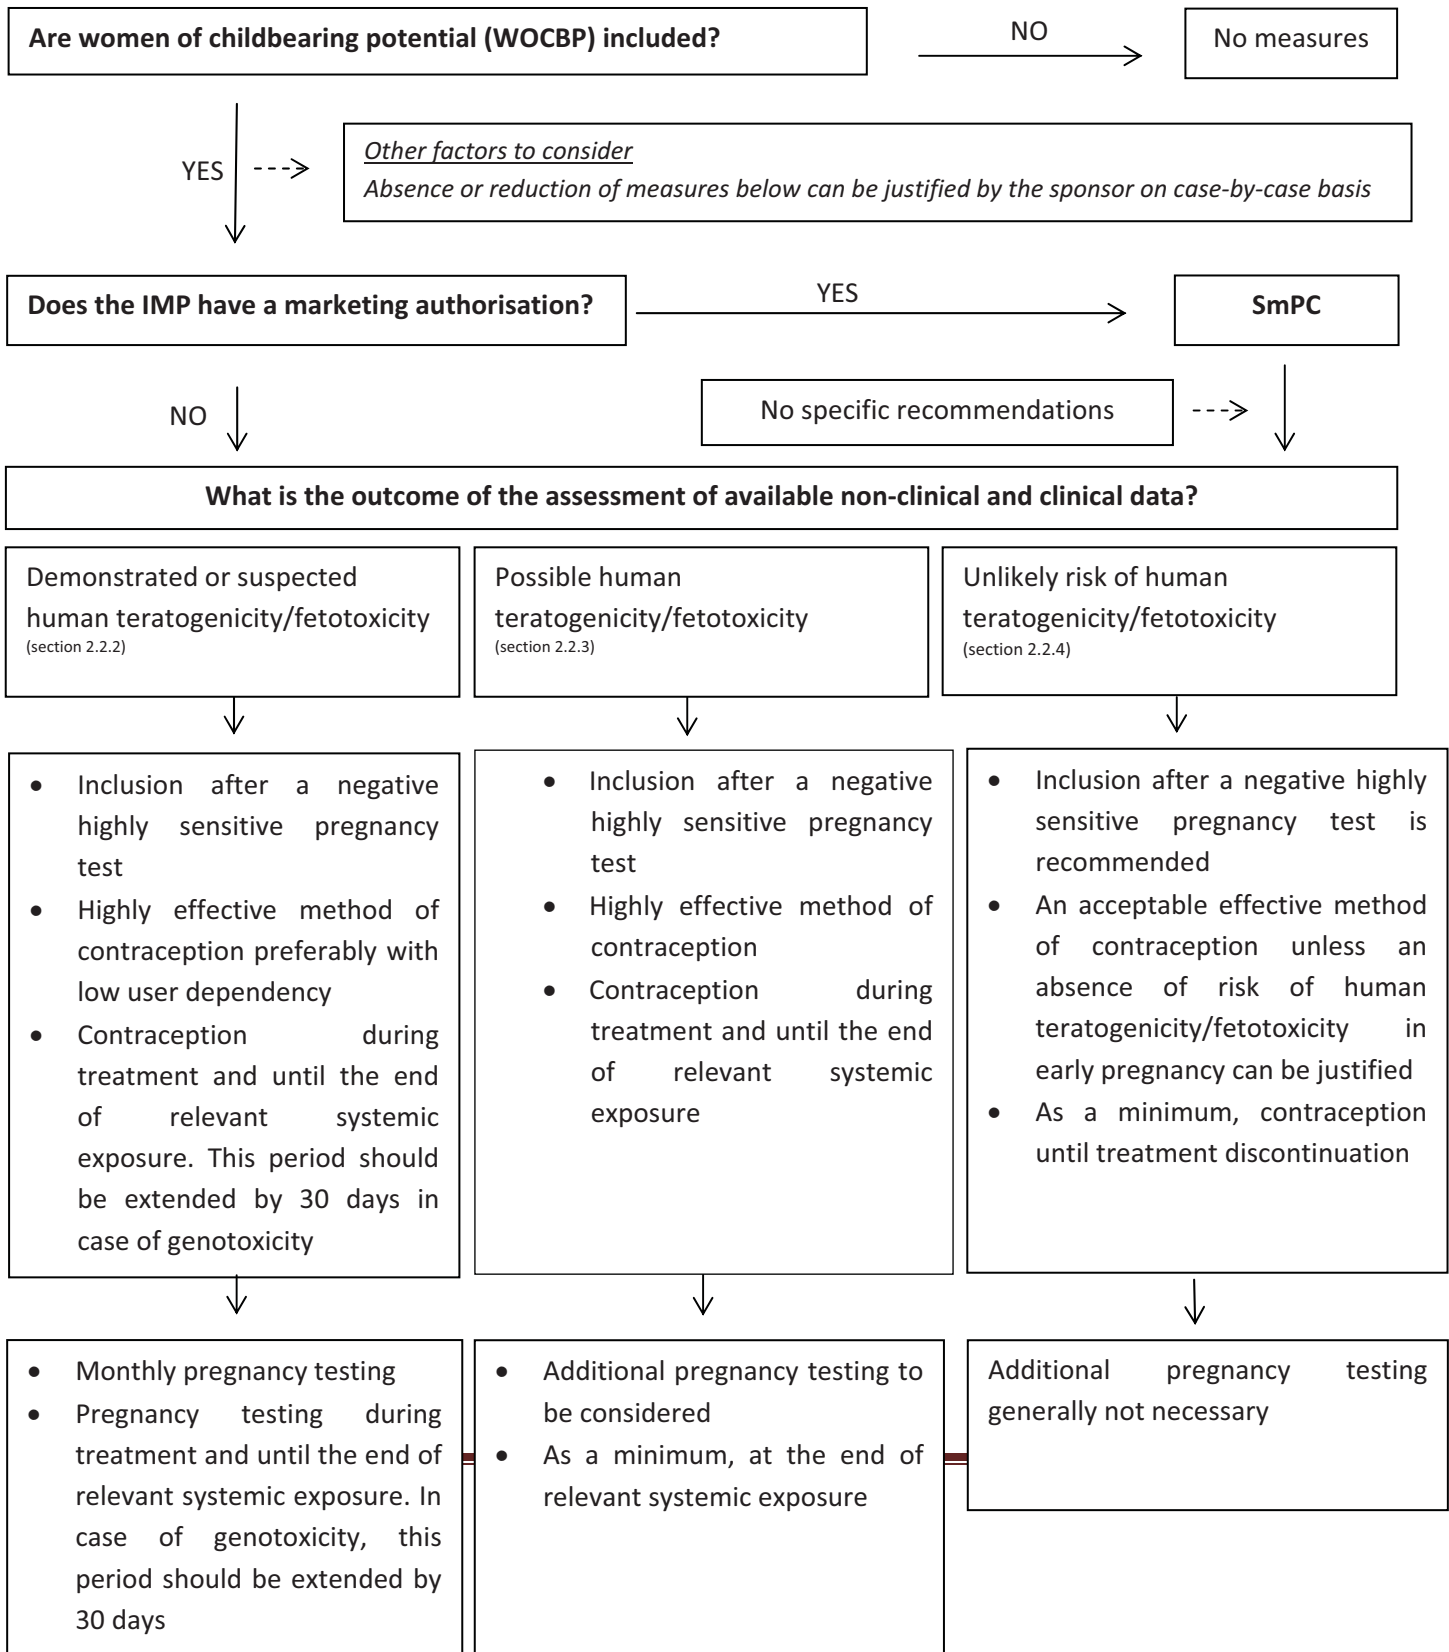 Are women of childbearing potential (WOCBP) included?
NO
No measures
YES
Other factors to consider
Absence or reduction of measures below can be justified by the sponsor on case-by-case basis
Does the IMP have a marketing authorisation?
YES
SmPC
NO
No specific recommendations
What is the outcome of the assessment of available non-clinical and clinical data?
Demonstrated or suspected
human teratogenicity/fetotoxicity
(section 2.2.2)
Possible human
teratogenicity/fetotoxicity
(section 2.2.3)
Unlikely risk of human
teratogenicity/fetotoxicity
(section 2.2.4)
• Inclusion after a negative
highly sensitive pregnancy
test
• Highly effective method of
contraception preferably with
low user dependency
• Contraception during
treatment and until the end
of relevant systemic
exposure. This period should
be extended by 30 days in
case of genotoxicity
• Inclusion after a negative
highly sensitive pregnancy
test
• Highly effective method of
contraception
• Contraception during
treatment and until the end
of relevant systemic
exposure
• Inclusion after a negative highly
sensitive pregnancy test is
recommended
• An acceptable effective method
of contraception unless an
absence of risk of human
teratogenicity/fetotoxicity in
early pregnancy can be justified
• As a minimum, contraception
until treatment discontinuation
• Monthly pregnancy testing
• Pregnancy testing during
treatment and until the end of
relevant systemic exposure. In
case of genotoxicity, this
period should be extended by
30 days
• Additional pregnancy testing to
be considered
• As a minimum, at the end of
relevant systemic exposure
Additional pregnancy testing
generally not necessary